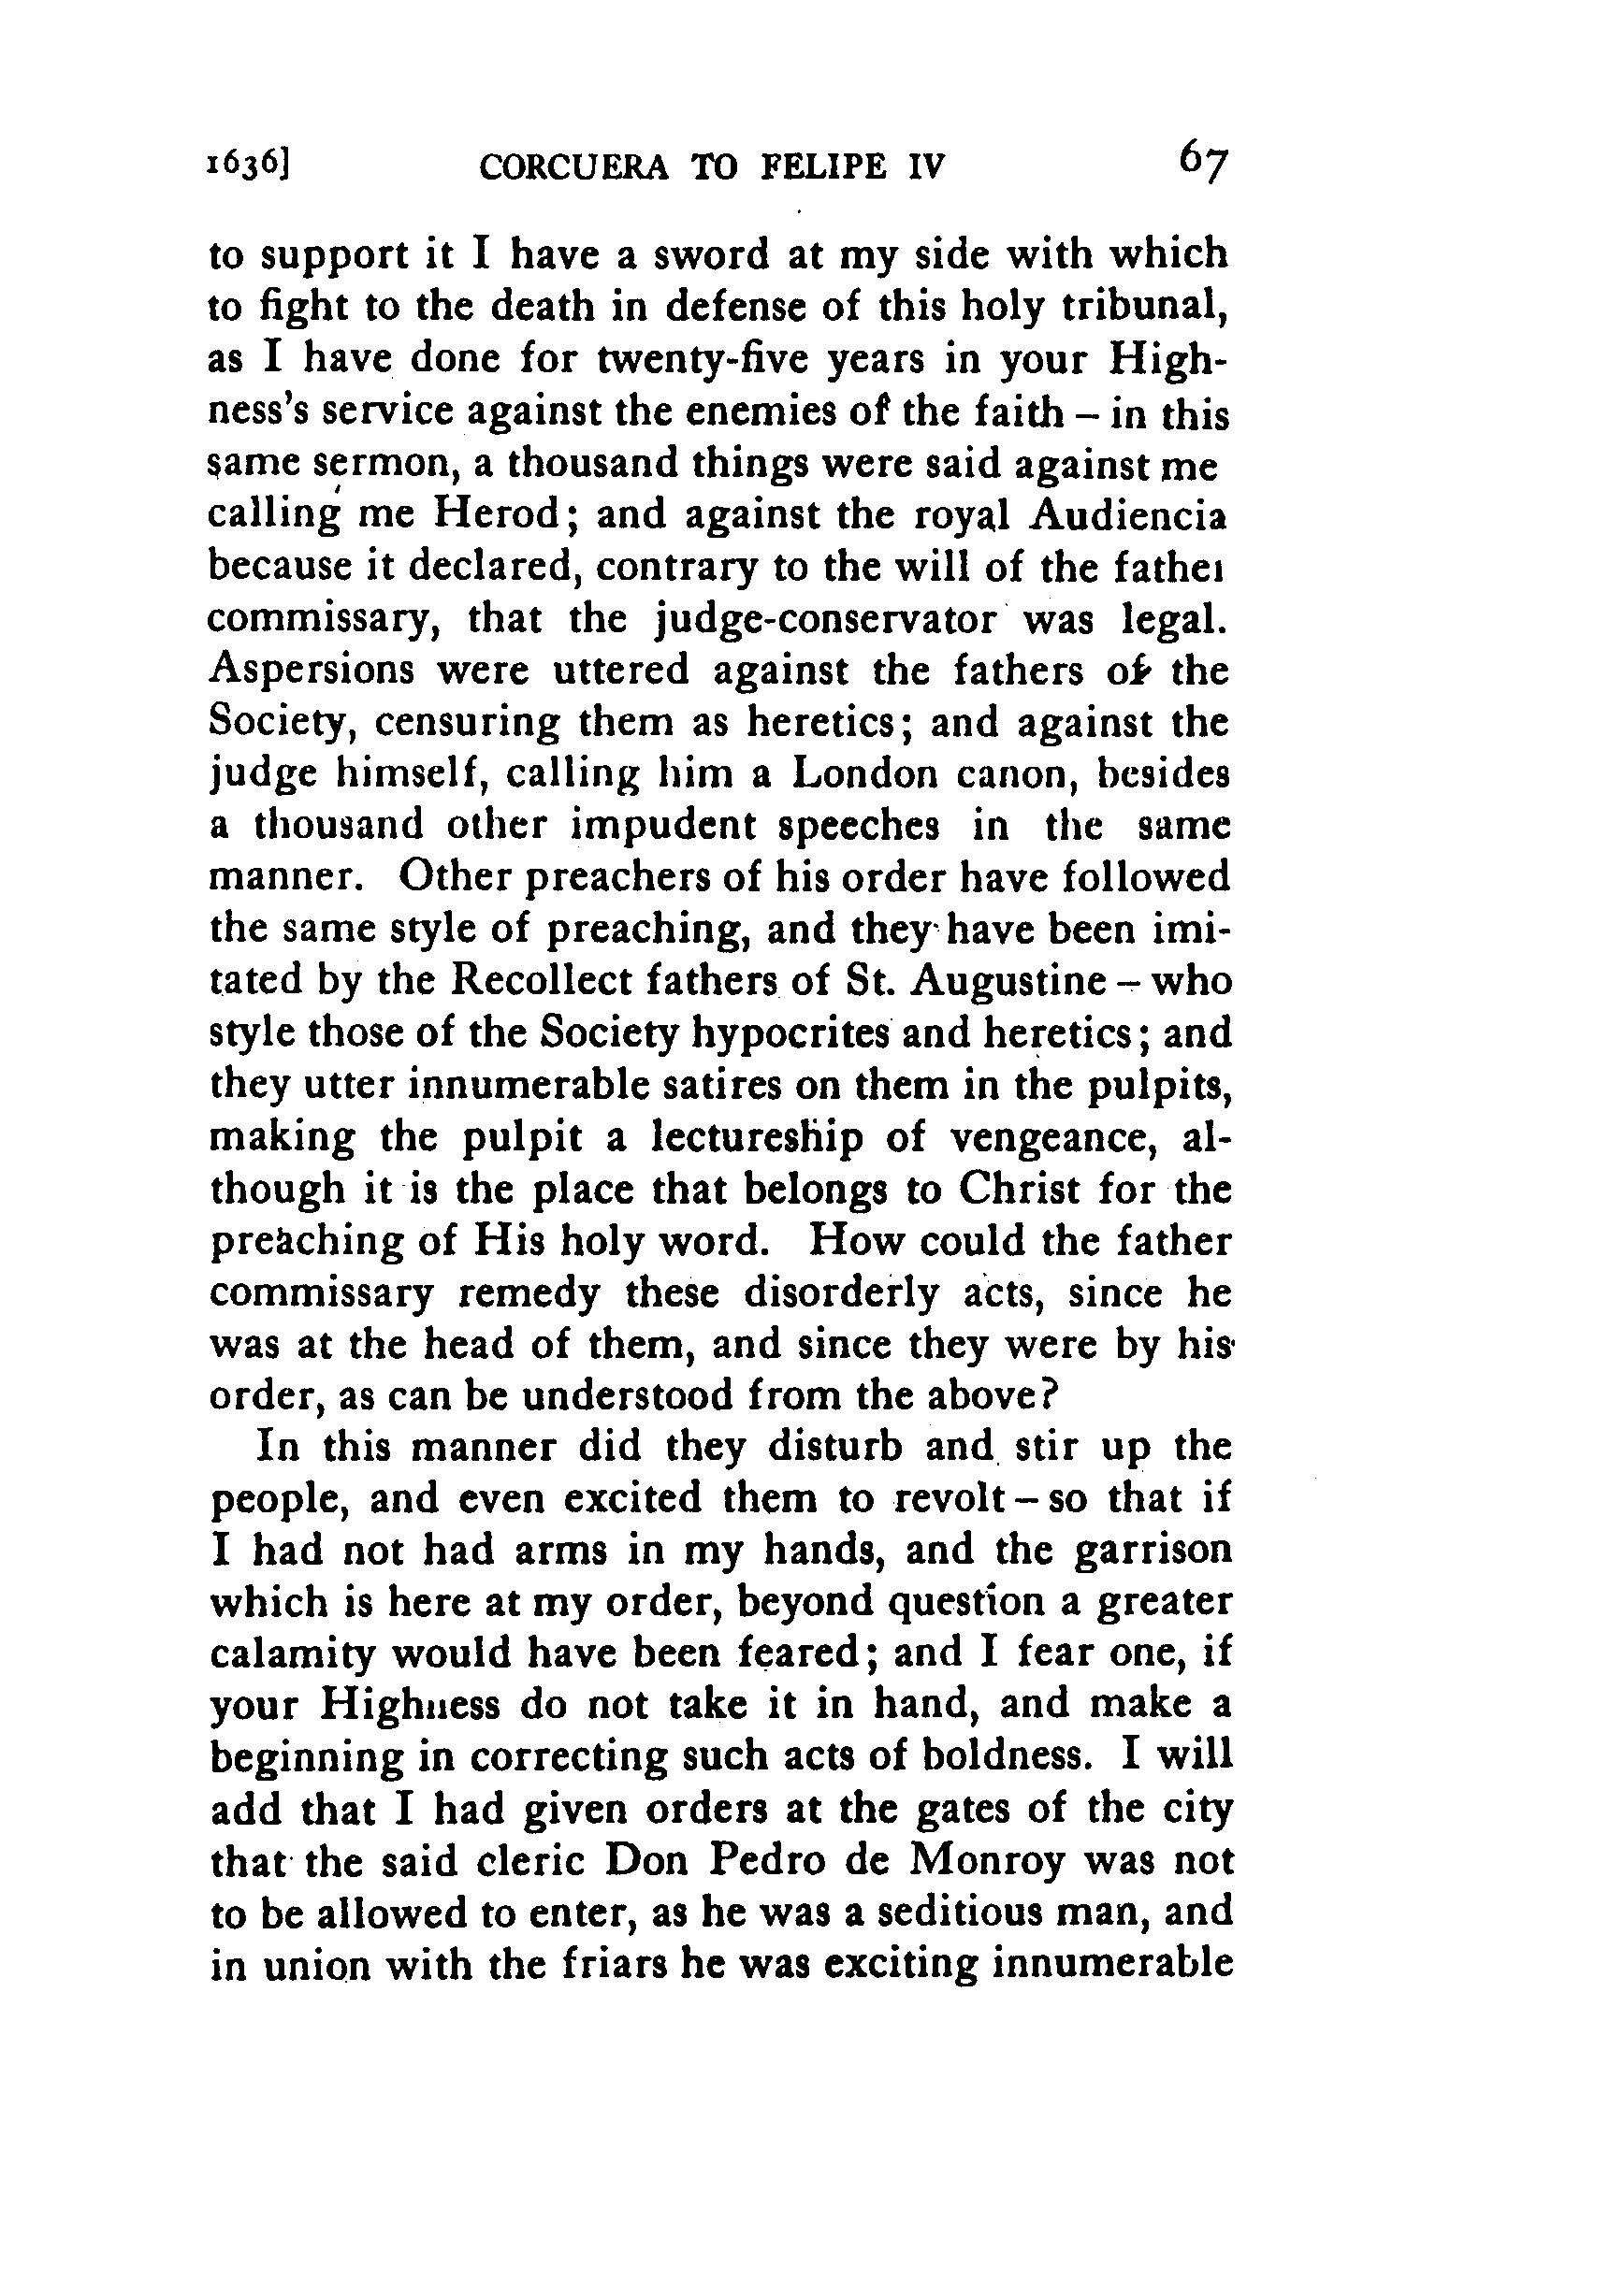 1636] CORCUERA TO FELIPE IV 67
to support it I have a sword at my side with which
to fight to the death in defense of this holy tribunal,
as I have done for twenty-five years in your High-
ness's service against the enemies of the faith – in this
same sermon, a thousand things were said against me
calling me Herod; and against the royal Audiencia
because it declared, contrary to the will of the father
commissary, that the judge-conservator was legal.
Aspersions were uttered against the fathers of the
Society, censuring them as heretics; and against the
judge himself, calling him a London canon, besides
a thousand other impudent speeches in the same
manner. Other preachers of his order have followed
the same style of preaching, and they have been imi-
tated by the Recollect fathers of St. Augustine – who
style those of the Society hypocrites and heretics; and
they utter innumerable satires on them in the pulpits,
making the pulpit a lectureship of vengeance, al-
though it is the place that belongs to Christ for the
preaching of His holy word. How could the father
commissary remedy these disorderly acts, since he
was at the head of them, and since they were by his
order, as can be understood from the above?
In this manner did they disturb and stir up the
people, and even excited them to revolt – so that if
I had not had arms in my hands, and the garrison
which is here at my order, beyond question a greater
calamity would have been feared; and I fear one, if
your Highness do not take it in hand, and make a
beginning in correcting such acts of boldness. I will
add that I had given orders at the gates of the city
that the said cleric Don Pedro de Monroy was not
to be allowed to enter, as he was a seditious man, and
in union with the friars he was exciting innumerable